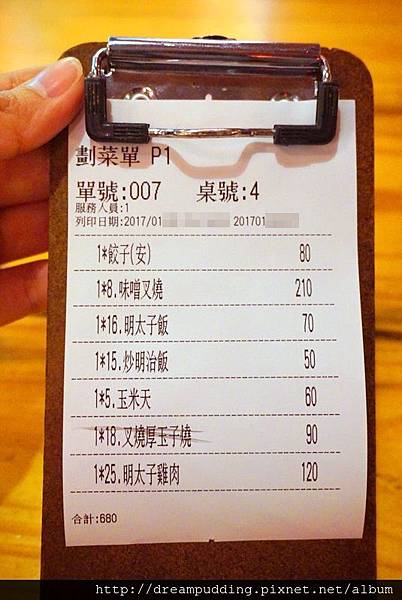 劃菜單 P1
單號:007 桌號:4
服務人員:1
列印日期:2017/01 201701
1*餃子(安) 80
1*8.味噌叉燒 210
1*16.明太子飯 70
1*15.炒明治飯 50
1*5.玉米天 60
1*18.叉燒厚玉子燒 90
1*25.明太子雞肉 120
合計:680
http://dreampudding.pixnet.net/album